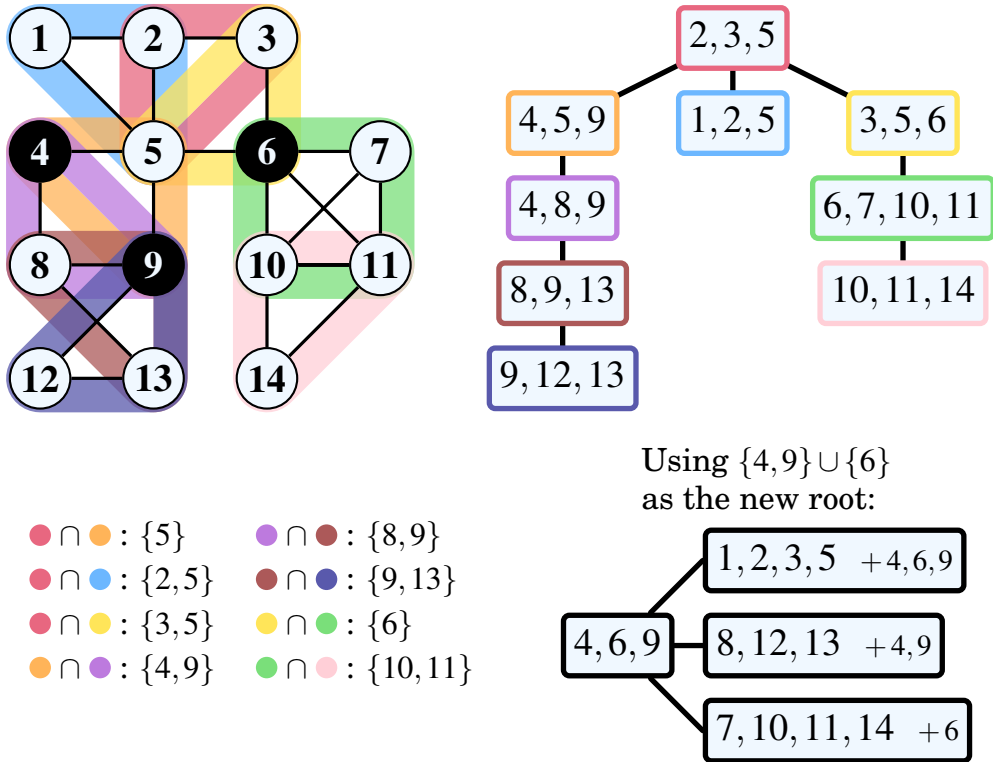 1 2 3
4 5 6 7
8 9 10 11
12 13 14
2, 3, 5
4, 5, 9
1, 2, 5
3, 5, 6
4, 8, 9
6, 7, 10, 11
8, 9, 13
10, 11, 14
9, 12, 13
∩ : {5}
∩ : {2,5}
∩ : {3,5}
∩ : {4,9}
∩ : {8,9}
∩ : {9,13}
∩ : {6}
∩ : {10,11}
Using {4,9}∪{6}
as the new root:
4, 6, 9
1, 2, 3, 5 +4,6,9
8, 12, 13 +4,9
7, 10, 11, 14 +6